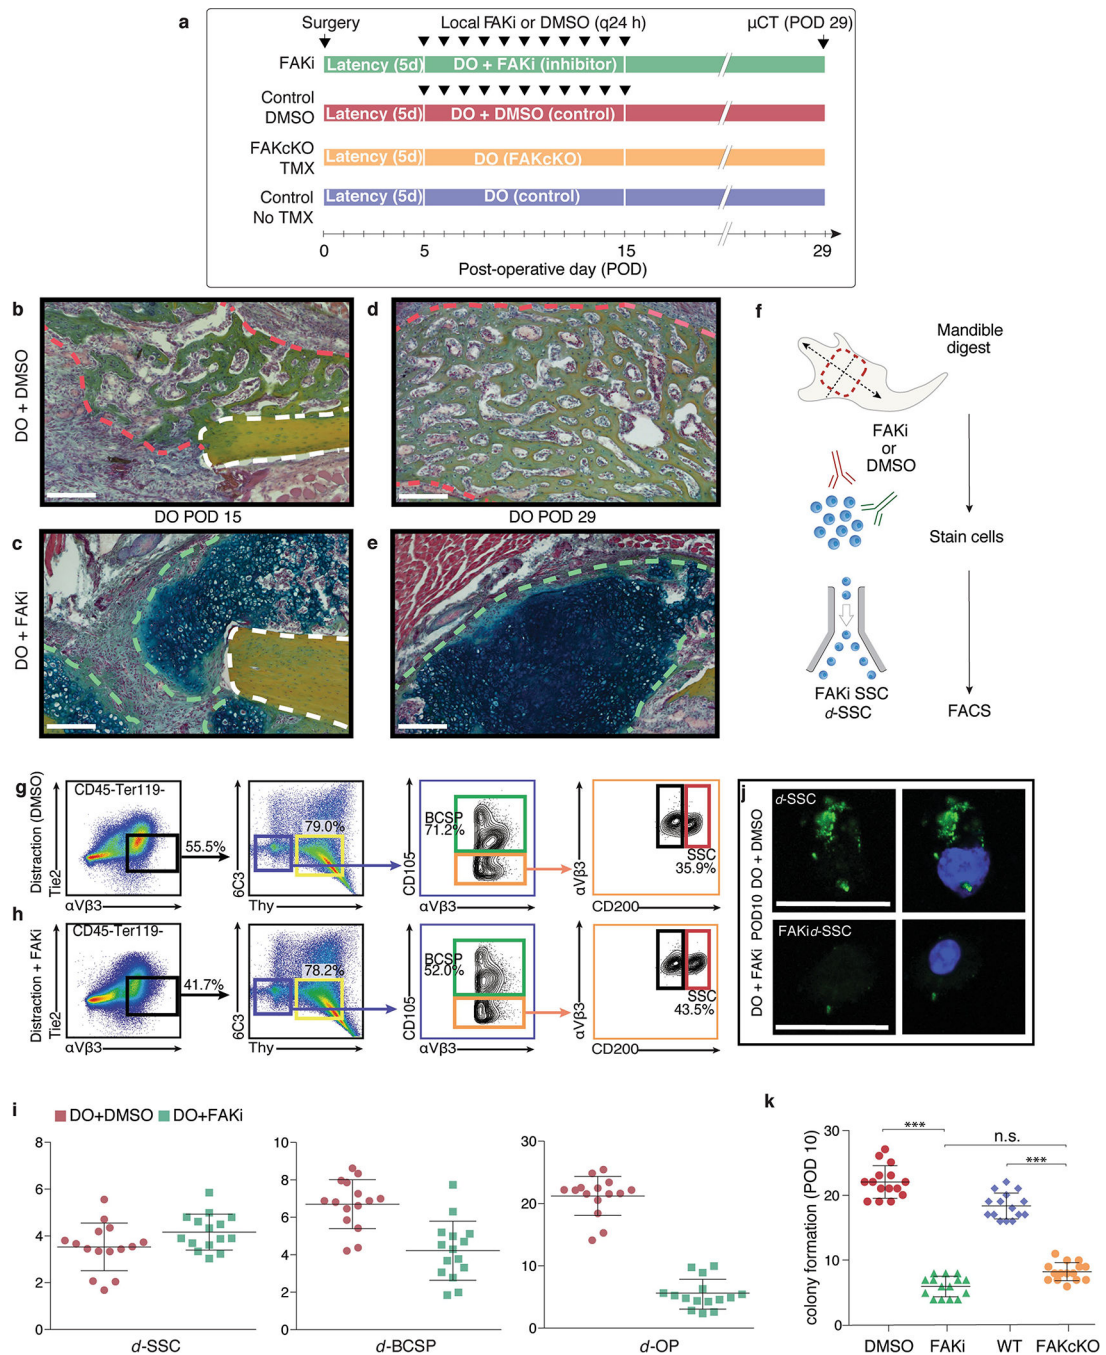 a
Surgery
Local FAKi or DMSO (q24 h)
μCT (POD 29)
FAKi
Latency (5d)
DO + FAKi (inhibitor)
Control
DMSO
Latency (5d)
DO + DMSO (control)
FAKcKO
TMX
Latency (5d)
DO (FAKcKO)
Control
No TMX
Latency (5d)
DO (control)
0
5
15
29
Post-operative day (POD)
b
d
DO + DMSO
DO POD 15
DO POD 29
c
e
DO + FAKi
f
Mandible
digest
FAKi
or
DMSO
Stain cells
FAKi SSC
d-SSC
FACS
g
Distraction (DMSO)
CD45-Ter119-
Tie2
αVβ3
55.5%
79.0%
6C3
Thy
BCSP
71.2%
CD105
αVβ3
SSC
35.9%
αVβ3
CD200
h
Distraction + FAKi
CD45-Ter119-
Tie2
αVβ3
41.7%
78.2%
6C3
Thy
BCSP
52.0%
CD105
αVβ3
SSC
43.5%
αVβ3
CD200
j
d-SSC
POD10 DO + DMSO
FAKi d-SSC
DO + FAKi
i
DO+DMSO
DO+FAKi
8
6
4
2
0
d-SSC
10
8
6
4
2
0
d-BCSP
30
20
10
0
d-OP
k
colony formation (POD 10)
30
20
10
0
***
n.s.
***
DMSO
FAKi
WT
FAKcKO